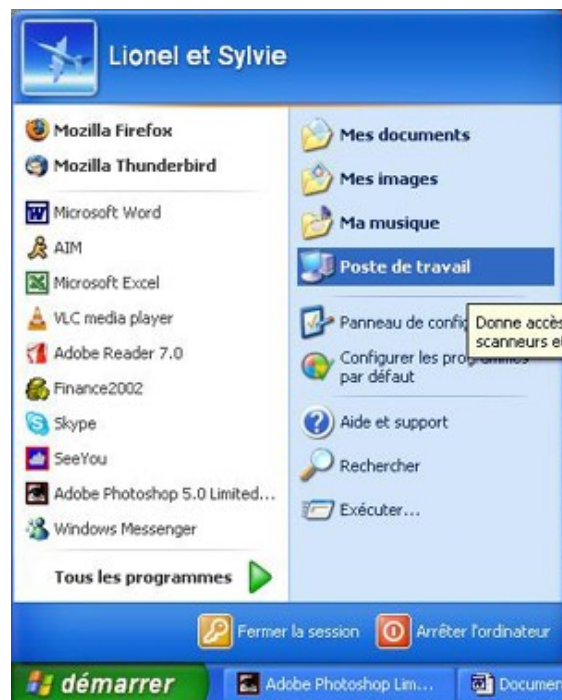 Lionel et Sylvie
Mozilla Firefox
Mozilla Thunderbird
Microsoft Word
AIM
Microsoft Excel
VLC media player
Adobe Reader 7.0
Finance2002
Skype
SeeYou
Adobe Photoshop 5.0 Limited...
Windows Messenger
Tous les programmes
Mes documents
Mes images
Ma musique
Poste de travail
Panneau de config
Donne accès
scanneurs et
Configurer les programmes
par défaut
Aide et support
Rechercher
Exécuter...
Fermer la session
Arrêter l'ordinateur
démarrer
Adobe Photoshop Lim...
Documen